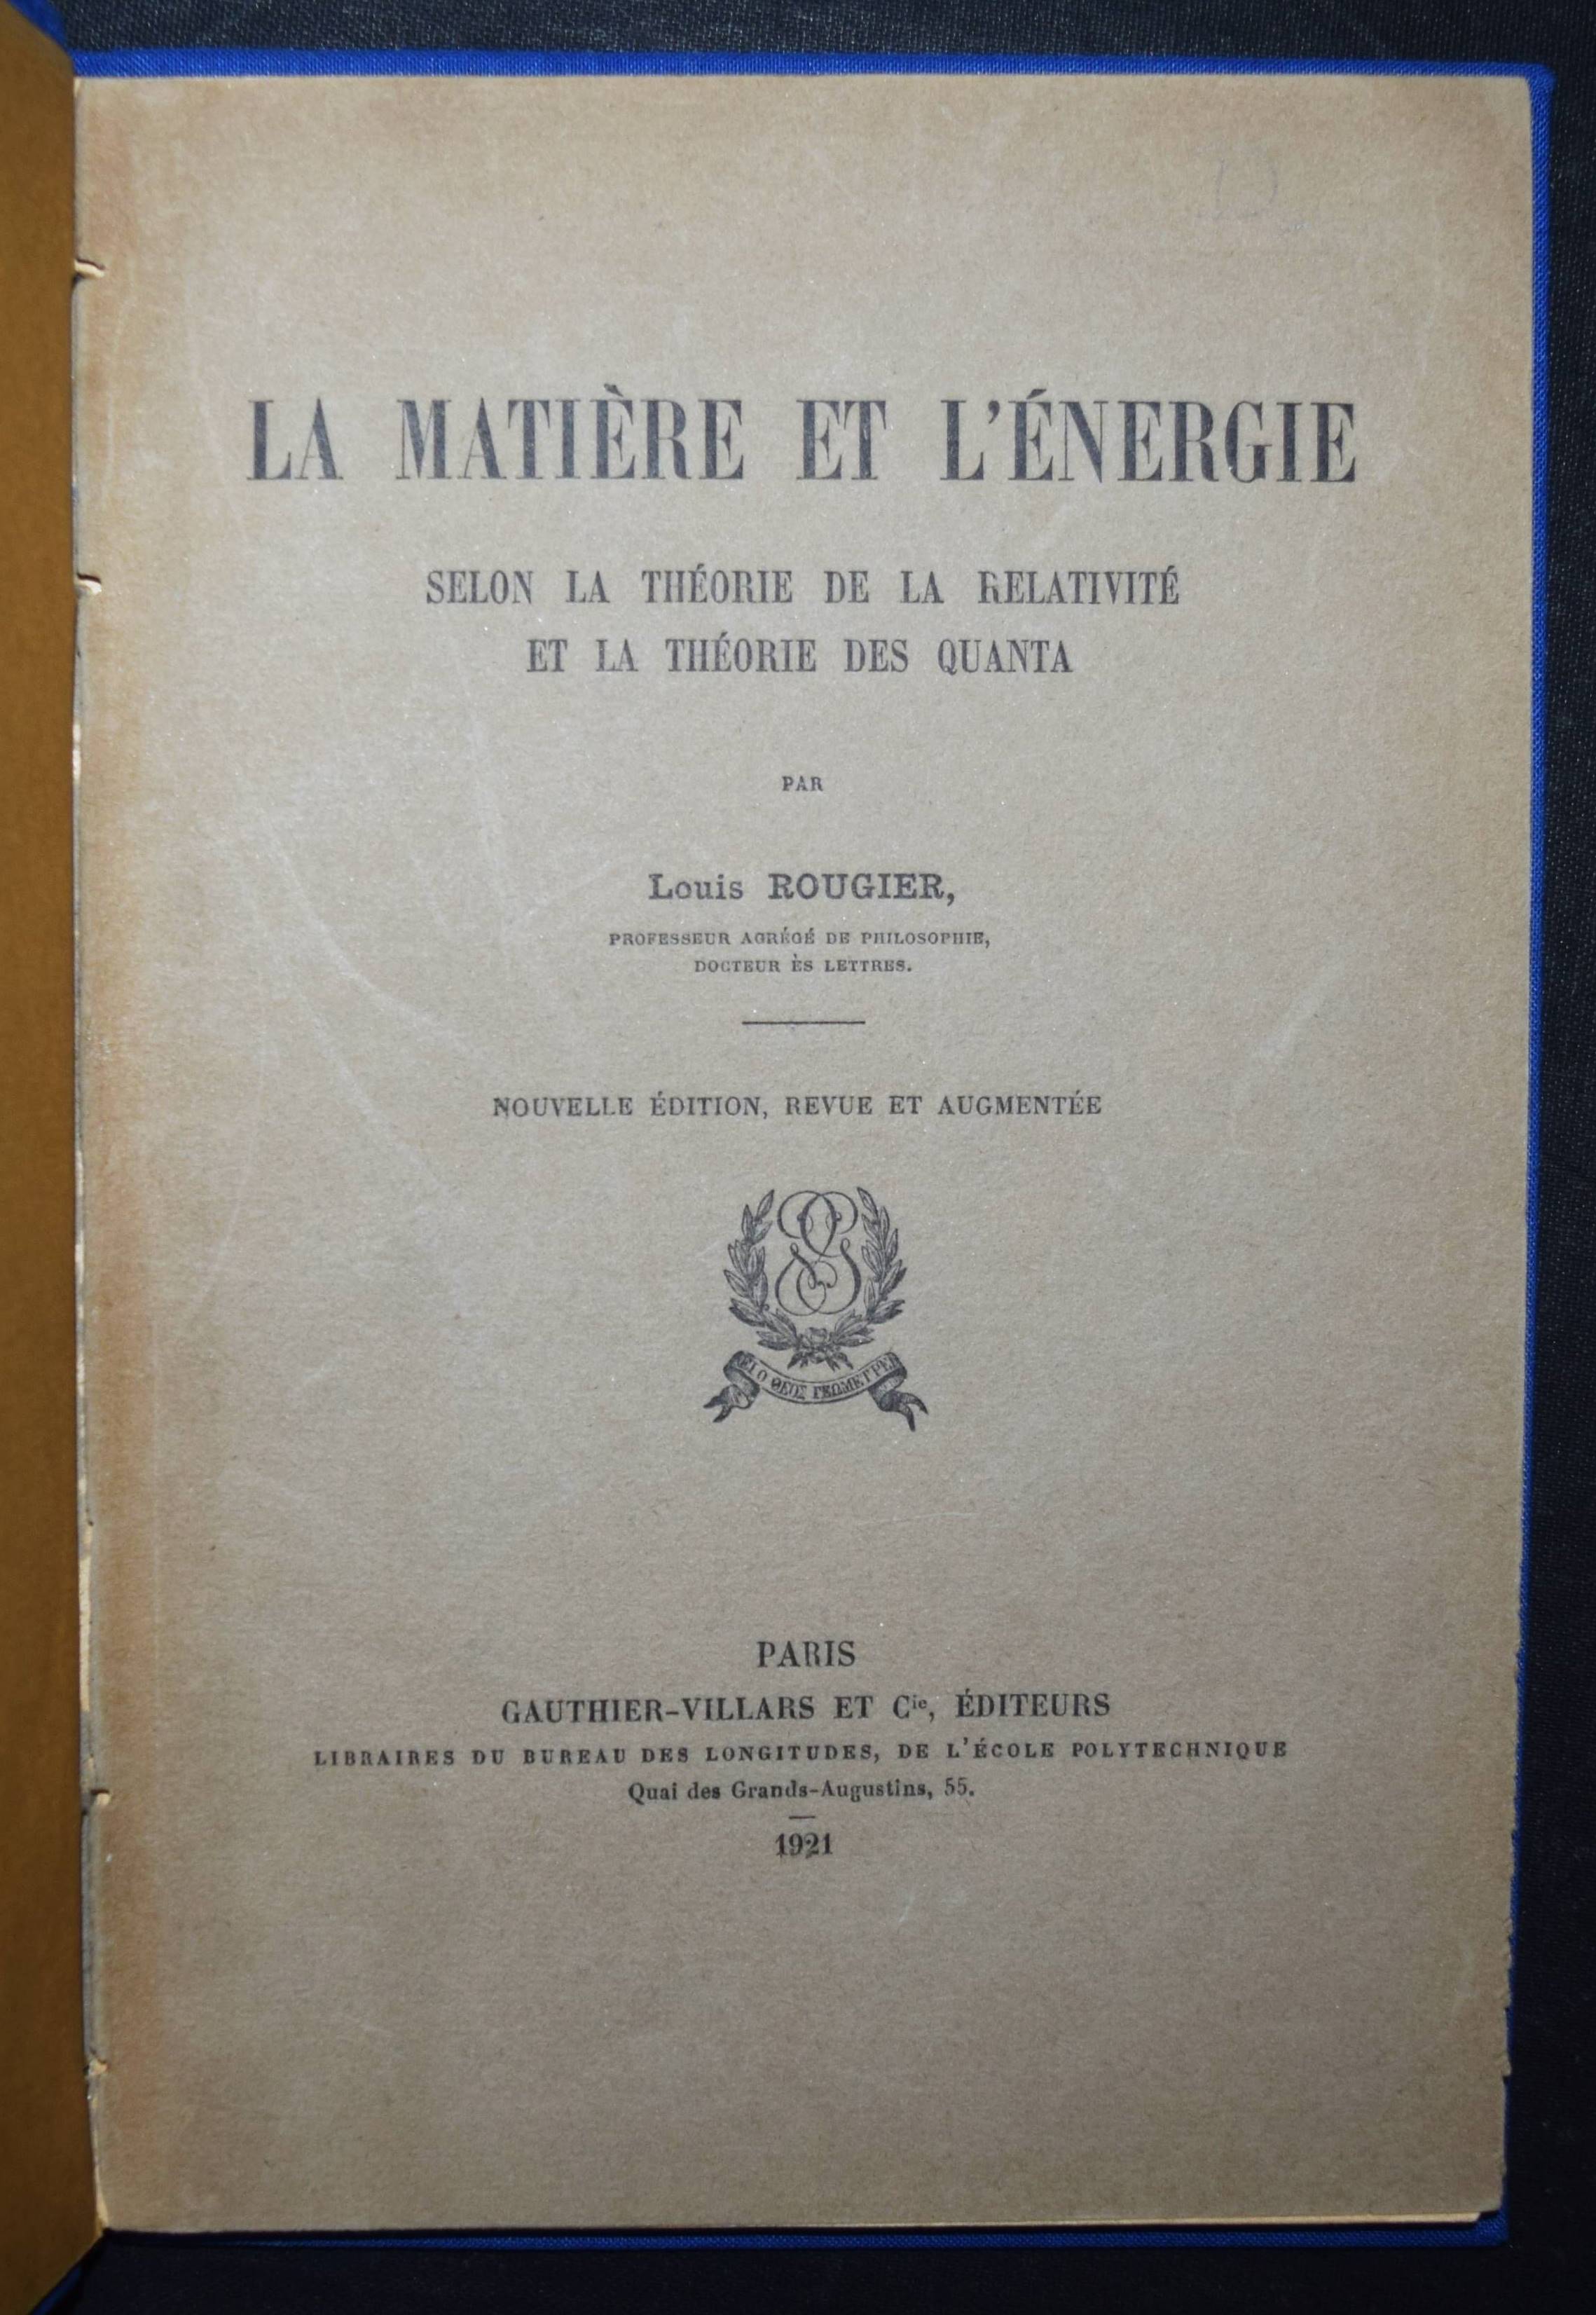 LA MATIÈRE ET L'ÉNERGIE
SELON LA THÉORIE DE LA RELATIVITÉ
ET LA THÉORIE DES QUANTA
PAR
Louis ROUGIER,
PROFESSEUR AGRÉGÉ DE PHILOSOPHIE,
DOCTEUR ÈS LETTRES.
NOUVELLE ÉDITION, REVUE ET AUGMENTÉE
Ο ΘΕΟΣ ΓΕΩΜΕΤΡΕΙ
PARIS
GAUTHIER-VILLARS ET Cie, ÉDITEURS
LIBRAIRES DU BUREAU DES LONGITUDES, DE L'ÉCOLE POLYTECHNIQUE
Quai des Grands-Augustins, 55.
1921